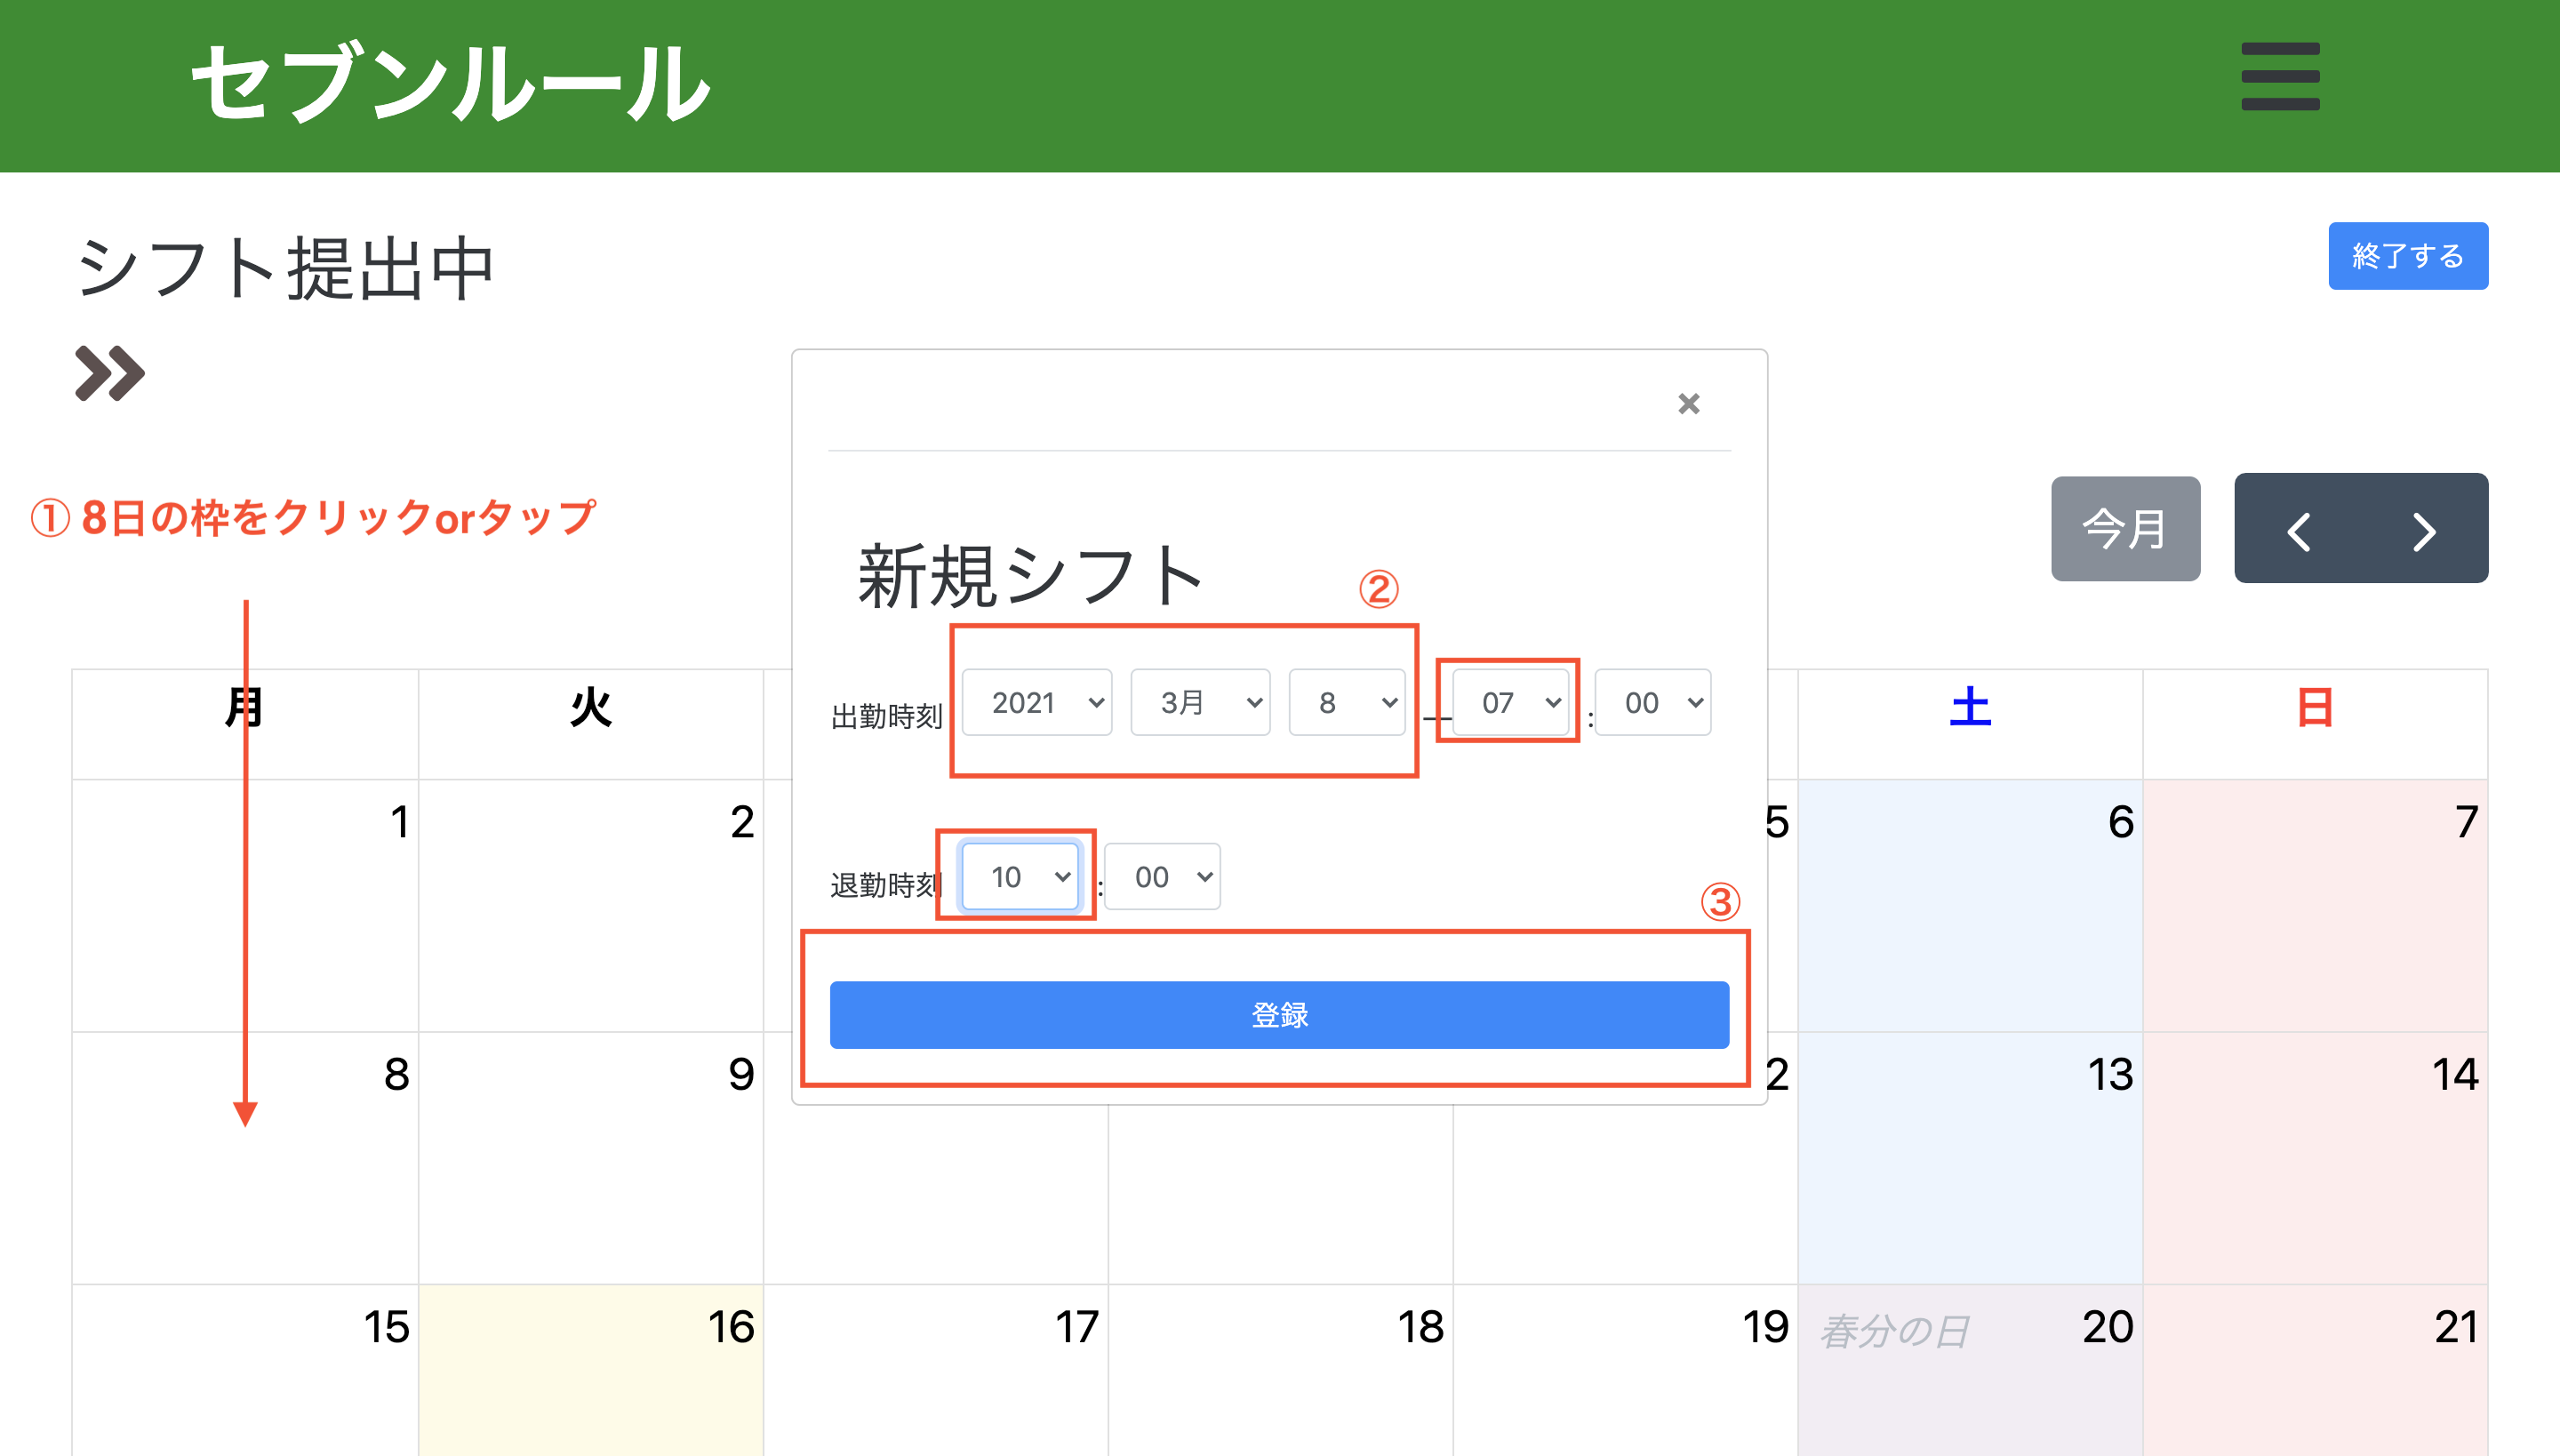 セブンルール
シフト提出中
終了する
① 8日の枠をクリックorタップ
今月
新規シフト
②
出勤時刻 2021 3月 8 — 07 : 00
退勤時刻 10 : 00
③
登録
月 火 土 日
1 2 5 6 7
8 9 2 13 14
15 16 17 18 19 春分の日 20 21